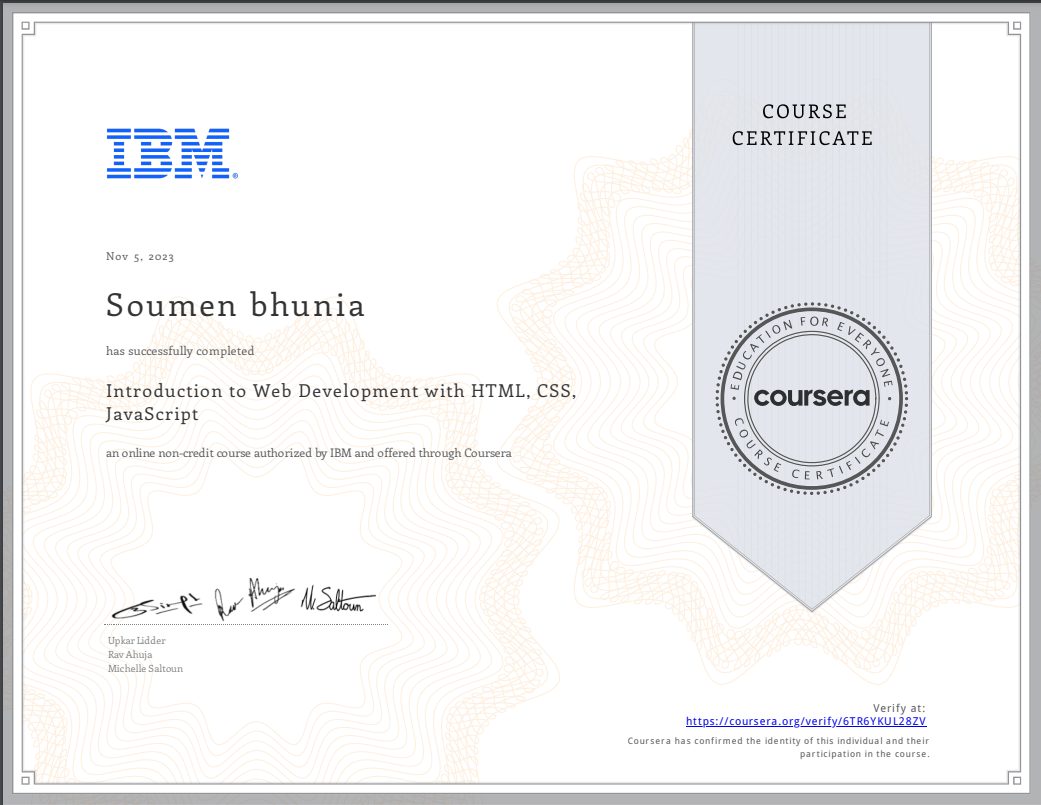 IBM®
COURSE
CERTIFICATE
Nov 5, 2023
Soumen bhunia
has successfully completed
Introduction to Web Development with HTML, CSS,
JavaScript
an online non-credit course authorized by IBM and offered through Coursera
EDUCATION FOR EVERYONE
coursera
COURSE CERTIFICATE
Rav Ahuja
M. Saltoun
Upkar Lidder
Rav Ahuja
Michelle Saltoun
Verify at:
https://coursera.org/verify/6TR6YKUL28ZV
Coursera has confirmed the identity of this individual and their
participation in the course.